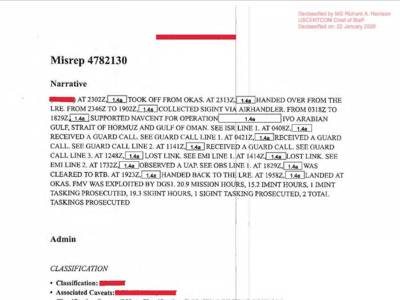 Declassified by MG Richard A. Harrison
USCENTCOM Chief of Staff
Declassified on: 22 January 2026
Misrep 4782130
Narrative
AT 2302Z, 1.4a TOOK OFF FROM OKAS. AT 2313Z, 1.4a HANDED OVER FROM THE
LRE. FROM 2346Z TO 1902Z, 1.4a COLLECTED SIGINT VIA AIRHANDLER. FROM 0318Z TO
1829Z, 1.4a SUPPORTED NAVCENT FOR OPERATION 1.4a IVO ARABIAN
GULF, STRAIT OF HORMUZ AND GULF OF OMAN. SEE ISR LINE 1. AT 0408Z, 1.4a
RECEIVED A GUARD CALL. SEE GUARD CALL LINE 1. AT 0421Z, 1.4a RECEIVED A GUARD
CALL. SEE GUARD CALL LINE 2. AT 1141Z, 1.4a RECEIVED A GUARD CALL. SEE GUARD
CALL LINE 3. AT 1248Z, 1.4a LOST LINK. SEE EMI LINE 1. AT 1414Z, 1.4a LOST LINK. SEE
EMI LINE 2. AT 1732Z, 1.4a OBSERVED A UAP. SEE OBS LINE 1. AT 1829Z, 1.4a WAS
CLEARED TO RTB. AT 1923Z, 1.4a HANDED BACK TO THE LRE. AT 1958Z, 1.4a LANDED AT
OKAS. FMV WAS EXPLOITED BY DGS1. 20.9 MISSION HOURS, 15.2 IMINT HOURS, 1 IMINT
TASKING PROSECUTED, 19.3 SIGINT HOURS, 1 SIGINT TASKING PROSECUTED, 2 TOTAL
TASKINGS PROSECUTED
Admin
CLASSIFICATION
• Classification:
• Associated Caveats: